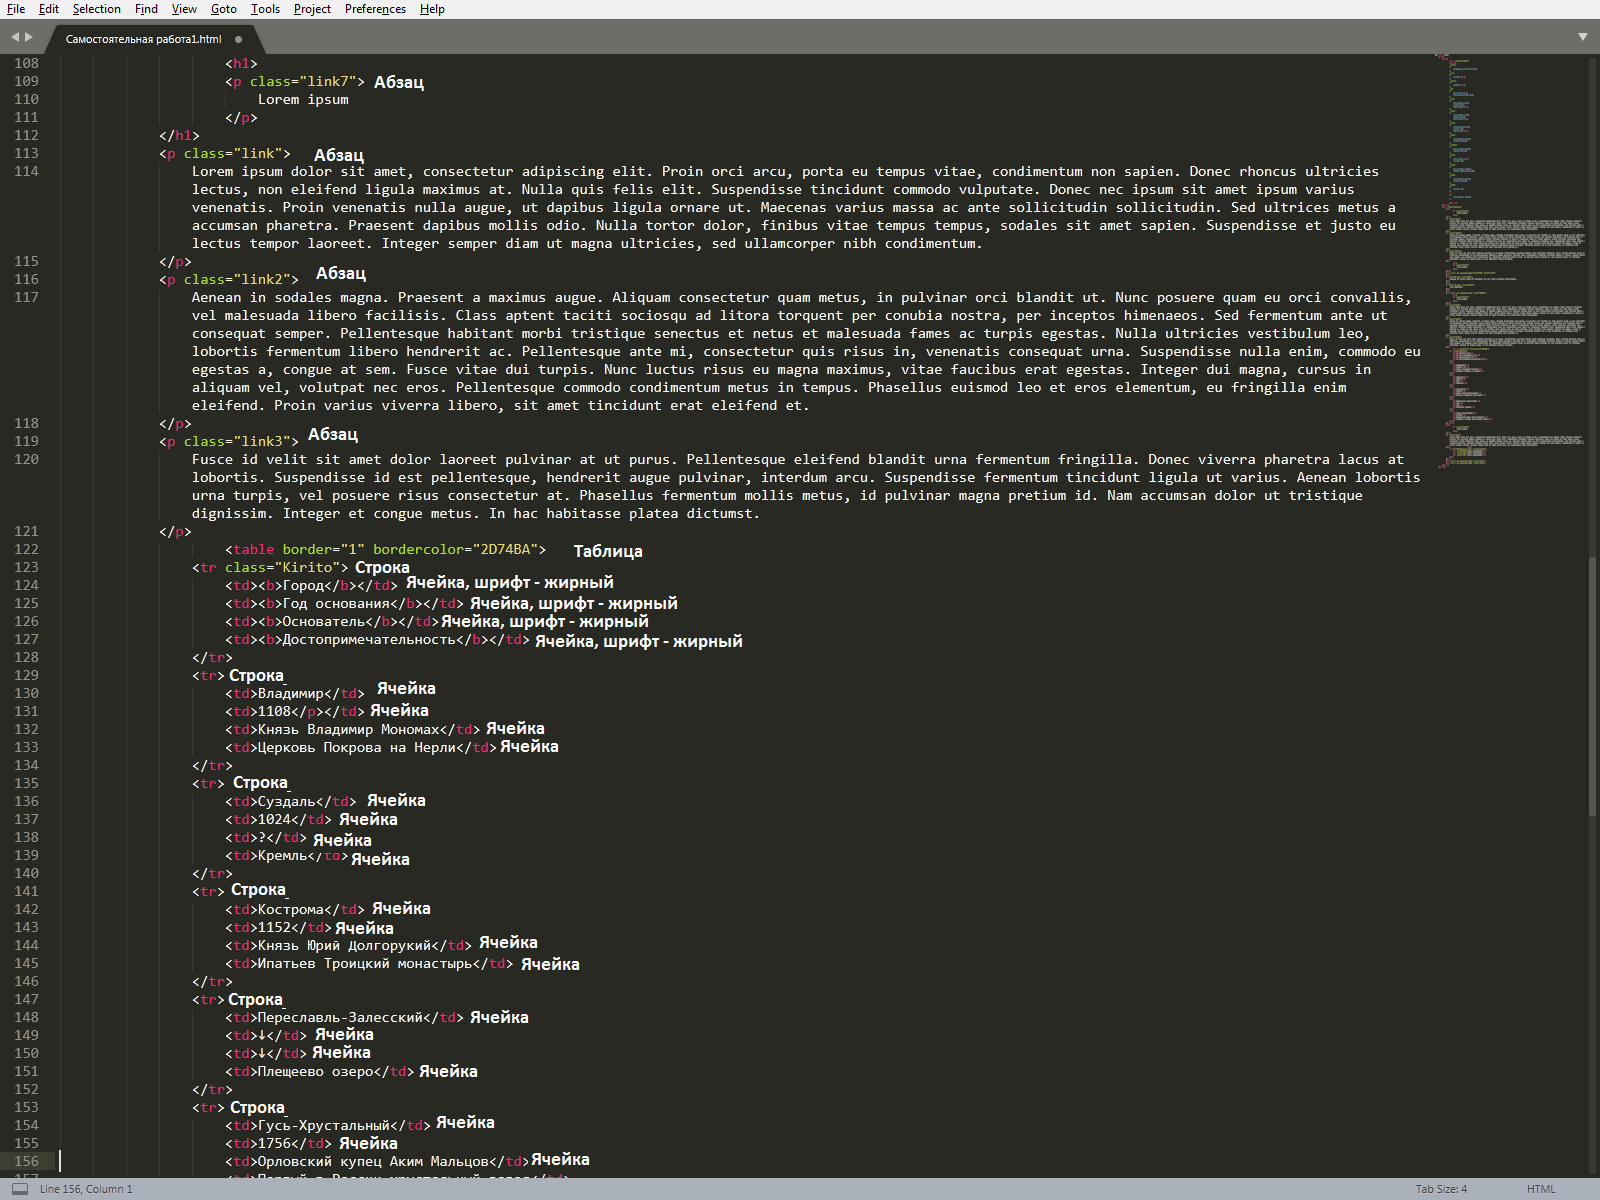 File Edit Selection Find View Goto Tools Project Preferences Help
Самостоятельная работа1.html
108 <h1>
109 <p class="link7"> Абзац
110 Lorem ipsum
111 </p>
112 </h1>
113 <p class="link"> Абзац
114 Lorem ipsum dolor sit amet, consectetur adipiscing elit. Proin orci arcu, porta eu tempus vitae, condimentum non sapien. Donec rhoncus ultricies
lectus, non eleifend ligula maximus at. Nulla quis felis elit. Suspendisse tincidunt commodo vulputate. Donec nec ipsum sit amet ipsum varius
venenatis. Proin venenatis nulla augue, ut dapibus ligula ornare ut. Maecenas varius massa ac ante sollicitudin sollicitudin. Sed ultrices metus a
accumsan pharetra. Praesent dapibus mollis odio. Nulla tortor dolor, finibus vitae tempus tempus, sodales sit amet sapien. Suspendisse et justo eu
lectus tempor laoreet. Integer semper diam ut magna ultricies, sed ullamcorper nibh condimentum.
115 </p>
116 <p class="link2"> Абзац
117 Aenean in sodales magna. Praesent a maximus augue. Aliquam consectetur quam metus, in pulvinar orci blandit ut. Nunc posuere quam eu orci convallis,
vel malesuada libero facilisis. Class aptent taciti sociosqu ad litora torquent per conubia nostra, per inceptos himenaeos. Sed fermentum ante ut
consequat semper. Pellentesque habitant morbi tristique senectus et netus et malesuada fames ac turpis egestas. Nulla ultricies vestibulum leo,
lobortis fermentum libero hendrerit ac. Pellentesque ante mi, consectetur quis risus in, venenatis consequat urna. Suspendisse nulla enim, commodo eu
egestas a, congue at sem. Fusce vitae dui turpis. Nunc luctus risus eu magna maximus, vitae faucibus erat egestas. Integer dui magna, cursus in
aliquam vel, volutpat nec eros. Pellentesque commodo condimentum metus in tempus. Phasellus euismod leo et eros elementum, eu fringilla enim
eleifend. Proin varius viverra libero, sit amet tincidunt erat eleifend et.
118 </p>
119 <p class="link3"> Абзац
120 Fusce id velit sit amet dolor laoreet pulvinar at ut purus. Pellentesque eleifend blandit urna fermentum fringilla. Donec viverra pharetra lacus at
lobortis. Suspendisse id est pellentesque, hendrerit augue pulvinar, interdum arcu. Suspendisse fermentum tincidunt ligula ut varius. Aenean lobortis
urna turpis, vel posuere risus consectetur at. Phasellus fermentum mollis metus, id pulvinar magna pretium id. Nam accumsan dolor ut tristique
dignissim. Integer et congue metus. In hac habitasse platea dictumst.
121 </p>
122 <table border="1" bordercolor="2D74BA"> Таблица
123 <tr class="Kirito"> Строка
124 <td><b>Город</b></td> Ячейка, шрифт - жирный
125 <td><b>Год основания</b></td> Ячейка, шрифт - жирный
126 <td><b>Основатель</b></td> Ячейка, шрифт - жирный
127 <td><b>Достопримечательность</b></td> Ячейка, шрифт - жирный
128 </tr>
129 <tr> Строка
130 <td>Владимир</td> Ячейка
131 <td>1108</p></td> Ячейка
132 <td>Князь Владимир Мономах</td> Ячейка
133 <td>Церковь Покрова на Нерли</td> Ячейка
134 </tr>
135 <tr> Строка
136 <td>Суздаль</td> Ячейка
137 <td>1024</td> Ячейка
138 <td>?</td> Ячейка
139 <td>Кремль</td> Ячейка
140 </tr>
141 <tr> Строка
142 <td>Кострома</td> Ячейка
143 <td>1152</td> Ячейка
144 <td>Князь Юрий Долгорукий</td> Ячейка
145 <td>Ипатьев Троицкий монастырь</td> Ячейка
146 </tr>
147 <tr> Строка
148 <td>Переславль-Залесский</td> Ячейка
149 <td>↓</td> Ячейка
150 <td>↓</td> Ячейка
151 <td>Плещеево озеро</td> Ячейка
152 </tr>
153 <tr> Строка
154 <td>Гусь-Хрустальный</td> Ячейка
155 <td>1756</td> Ячейка
156 <td>Орловский купец Аким Мальцов</td> Ячейка
Line 156, Column 1 Tab Size: 4 HTML